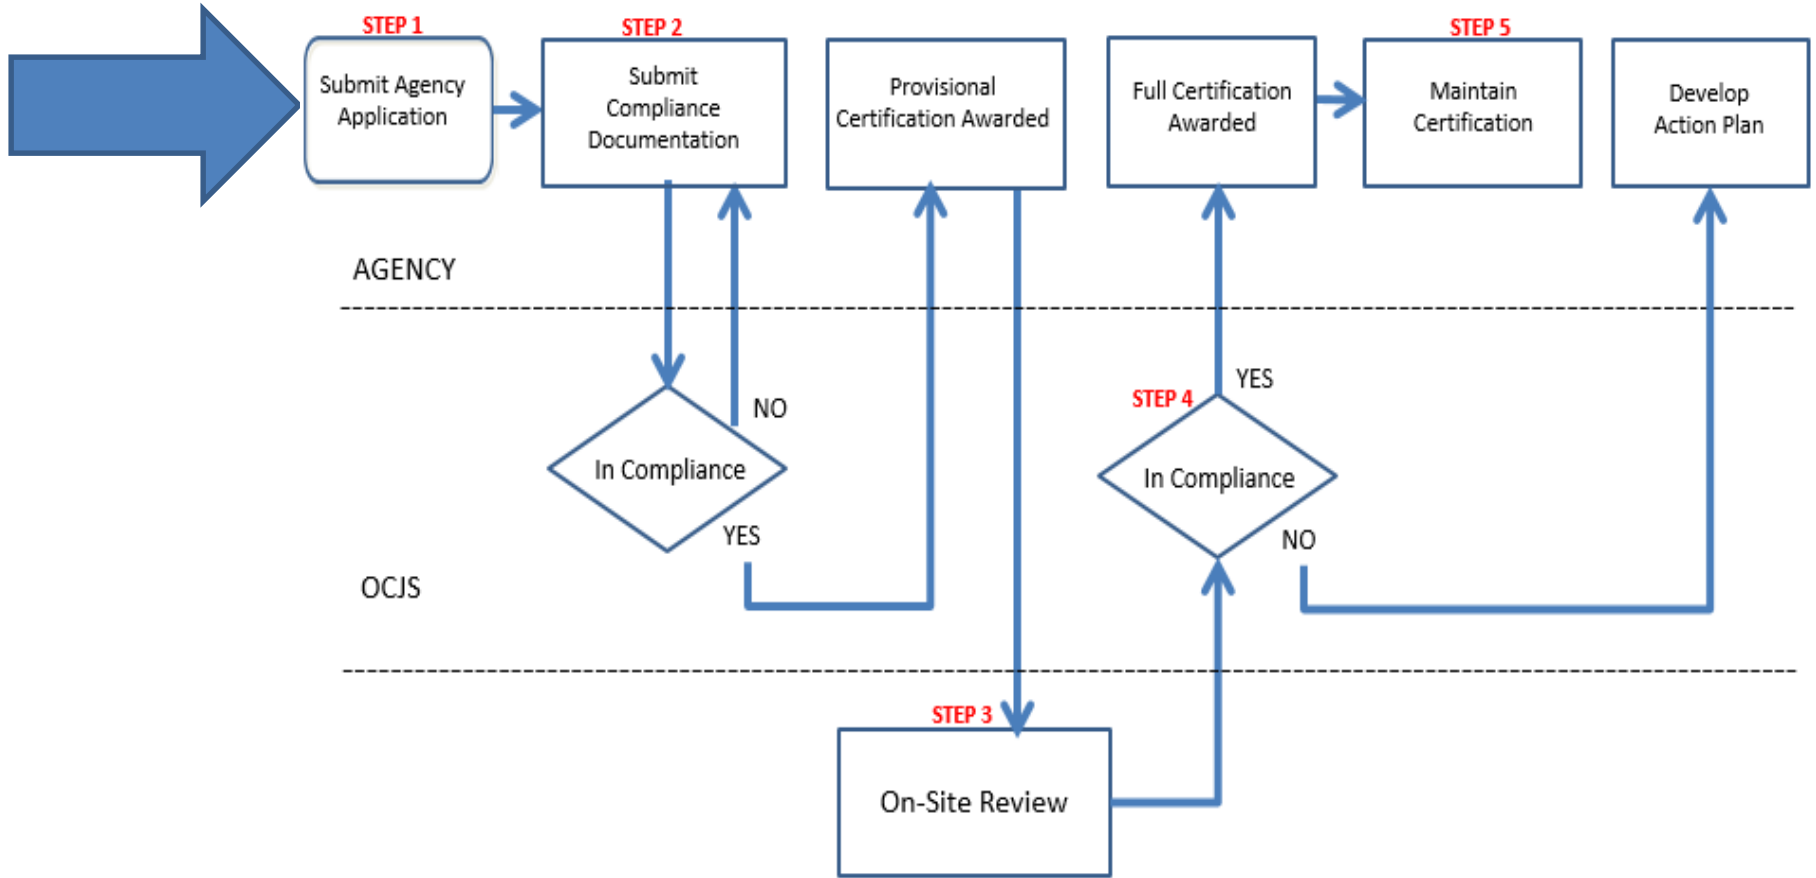 STEP 1
Submit Agency
Application
STEP 2
Submit
Compliance
Documentation
Provisional
Certification Awarded
Full Certification
Awarded
STEP 5
Maintain
Certification
Develop
Action Plan
AGENCY
In Compliance
NO
YES
STEP 4
In Compliance
YES
NO
OCJS
STEP 3
On-Site Review